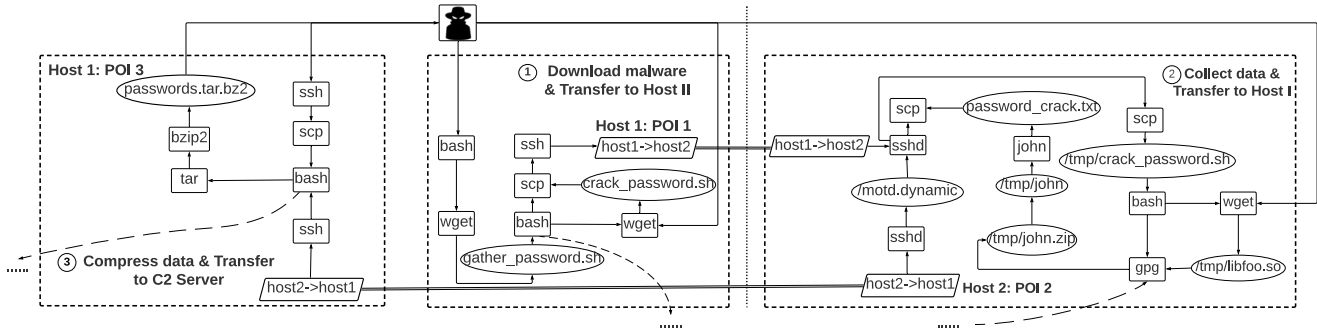 Host 1: POI 3
passwords.tar.bz2
bzip2
tar
ssh
scp
bash
ssh
3 Compress data & Transfer
to C2 Server
host2->host1
......
1 Download malware
& Transfer to Host II
Host 1: POI 1
bash
wget
ssh
host1->host2
scp
crack_password.sh
bash
wget
gather_password.sh
......
2 Collect data &
Transfer to Host I
host1->host2
scp
password_crack.txt
sshd
john
/motd.dynamic
/tmp/john
sshd
/tmp/john.zip
host2->host1
Host 2: POI 2
scp
/tmp/crack_password.sh
bash
wget
gpg
/tmp/libfoo.so
......